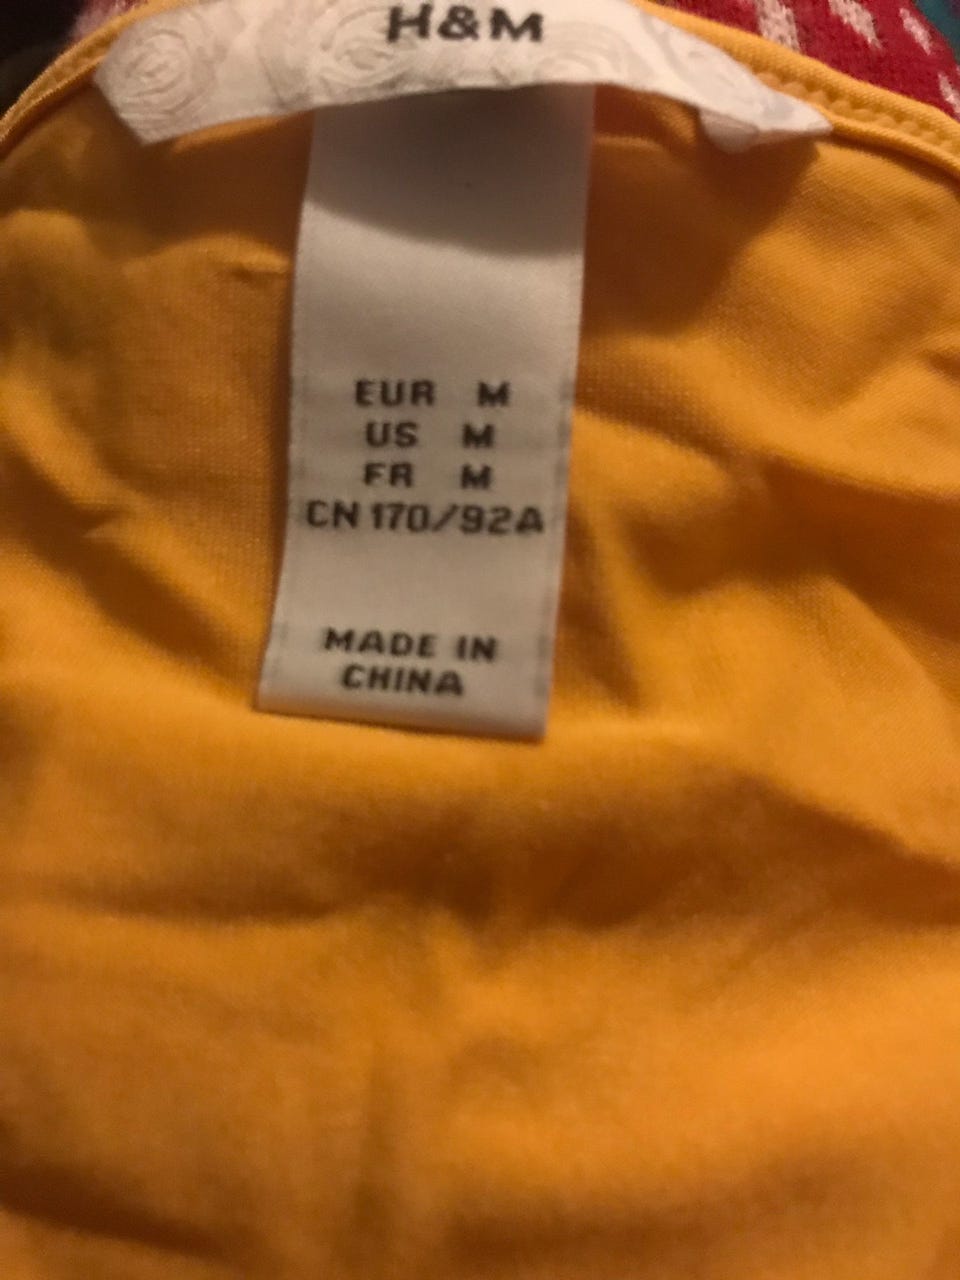 H&M
EUR M
US M
FR M
CN 170/92A
MADE IN
CHINA